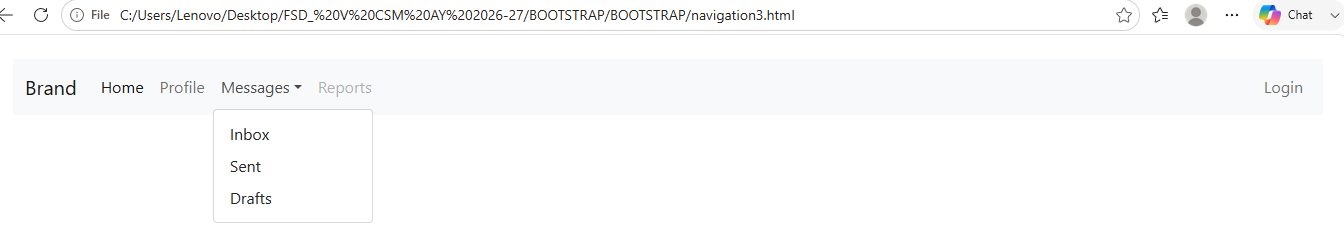 File C:/Users/Lenovo/Desktop/FSD_%20V%20CSM%20AY%202026-27/BOOTSTRAP/BOOTSTRAP/navigation3.html Chat
Brand Home Profile Messages Reports Login
Inbox
Sent
Drafts